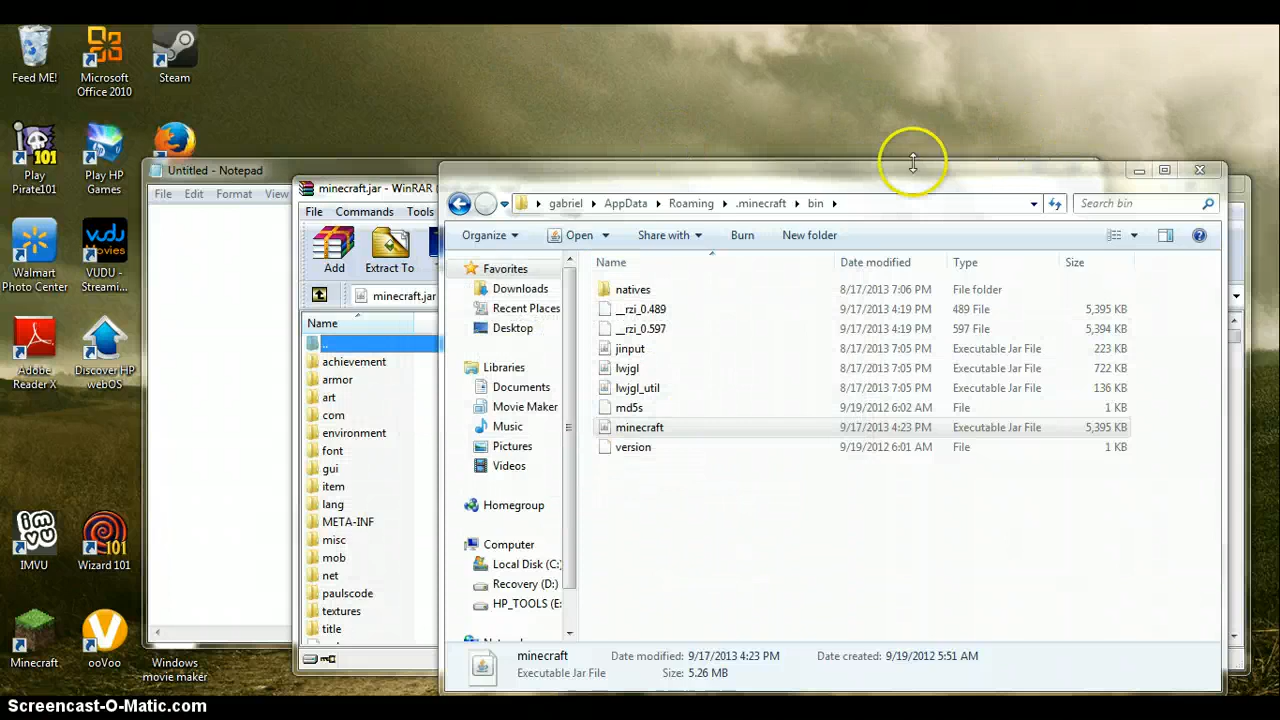 Feed ME!
Microsoft
Office 2010
Steam
Play
Pirate101
Play HP
Games
Walmart
Photo Center
VUDU -
Streami...
Adobe
Reader X
Discover HP
webOS
IMVU
Wizard 101
Minecraft
ooVoo
Windows
movie maker
Untitled - Notepad
File Edit Format View
minecraft.jar - WinRAR
File Commands Tools
Add Extract To
minecraft.jar
Name
..
achievement
armor
art
com
environment
font
gui
item
lang
META-INF
misc
mob
net
paulscode
textures
title
gabriel AppData Roaming .minecraft bin
Search bin
Organize Open Share with Burn New folder
Favorites
Downloads
Recent Places
Desktop
Libraries
Documents
Movie Maker
Music
Pictures
Videos
Homegroup
Computer
Local Disk (C:
Recovery (D:)
HP_TOOLS (E:
Name Date modified Type Size
natives 8/17/2013 7:06 PM File folder
__rzi_0.489 9/17/2013 4:19 PM 489 File 5,395 KB
__rzi_0.597 9/17/2013 4:19 PM 597 File 5,394 KB
jinput 8/17/2013 7:05 PM Executable Jar File 223 KB
lwjgl 8/17/2013 7:05 PM Executable Jar File 722 KB
lwjgl_util 8/17/2013 7:05 PM Executable Jar File 136 KB
md5s 9/19/2012 6:02 AM File 1 KB
minecraft 9/17/2013 4:23 PM Executable Jar File 5,395 KB
version 9/19/2012 6:01 AM File 1 KB
minecraft Date modified: 9/17/2013 4:23 PM Date created: 9/19/2012 5:51 AM
Executable Jar File Size: 5.26 MB
Screencast-O-Matic.com